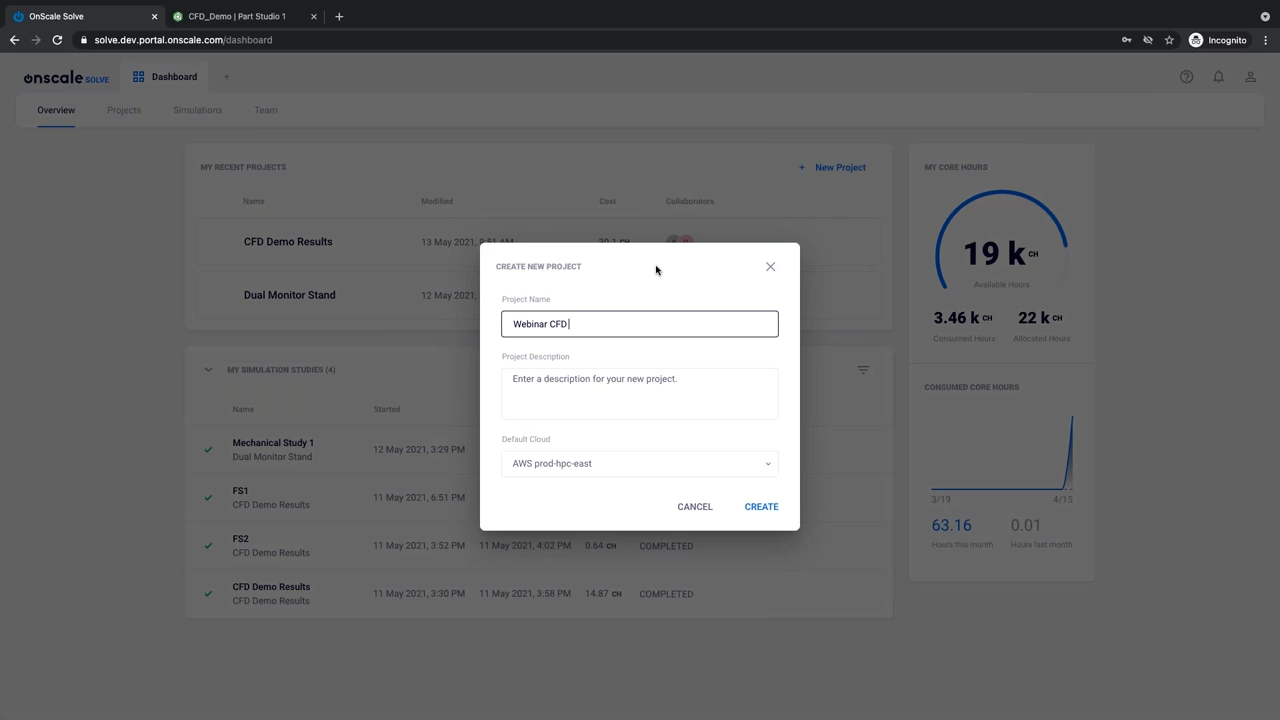 OnScale Solve
CFD_Demo | Part Studio 1
solve.dev.portal.onscale.com/dashboard
Incognito
onscale SOLVE
Dashboard
Overview
Projects
Simulations
Team
MY RECENT PROJECTS
+ New Project
Name
Modified
Cost
Collaborators
CFD Demo Results
13 May 2021, 8:51 AM
39.1 CH
Dual Monitor Stand
12 May 2021,
MY SIMULATION STUDIES (4)
Name
Started
Mechanical Study 1
Dual Monitor Stand
12 May 2021, 3:29 PM
FS1
CFD Demo Results
11 May 2021, 6:51 PM
FS2
CFD Demo Results
11 May 2021, 3:52 PM
11 May 2021, 4:02 PM
0.64 CH
COMPLETED
CFD Demo Results
CFD Demo Results
11 May 2021, 3:30 PM
11 May 2021, 3:58 PM
14.87 CH
COMPLETED
CREATE NEW PROJECT
Project Name
Webinar CFD
Project Description
Enter a description for your new project.
Default Cloud
AWS prod-hpc-east
CANCEL
CREATE
MY CORE HOURS
19 k CH
Available Hours
3.46 k CH
22 k CH
Consumed Hours
Allocated Hours
CONSUMED CORE HOURS
3/19
4/15
63.16
0.01
Hours this month
Hours last month